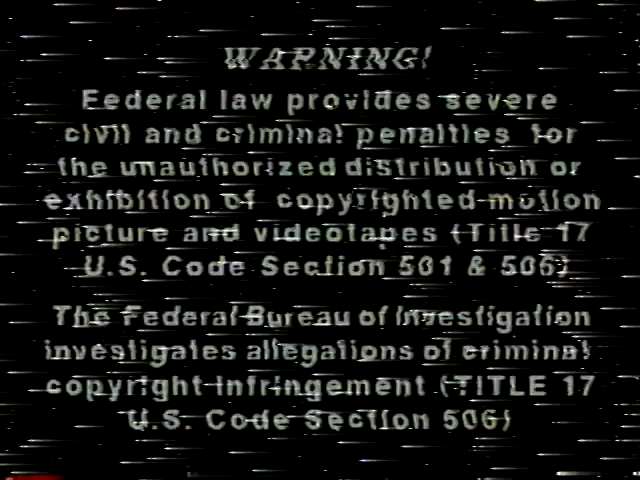 WARNING!
Federal law provides severe
civil and criminal penalties for
the unauthorized distribution or
exhibition of copyrighted motion
picture and videotapes (Title 17
U.S. Code Section 501 & 506)
The Federal Bureau of Investigation
investigates allegations of criminal
copyright infringement (TITLE 17
U.S. Code Section 506)